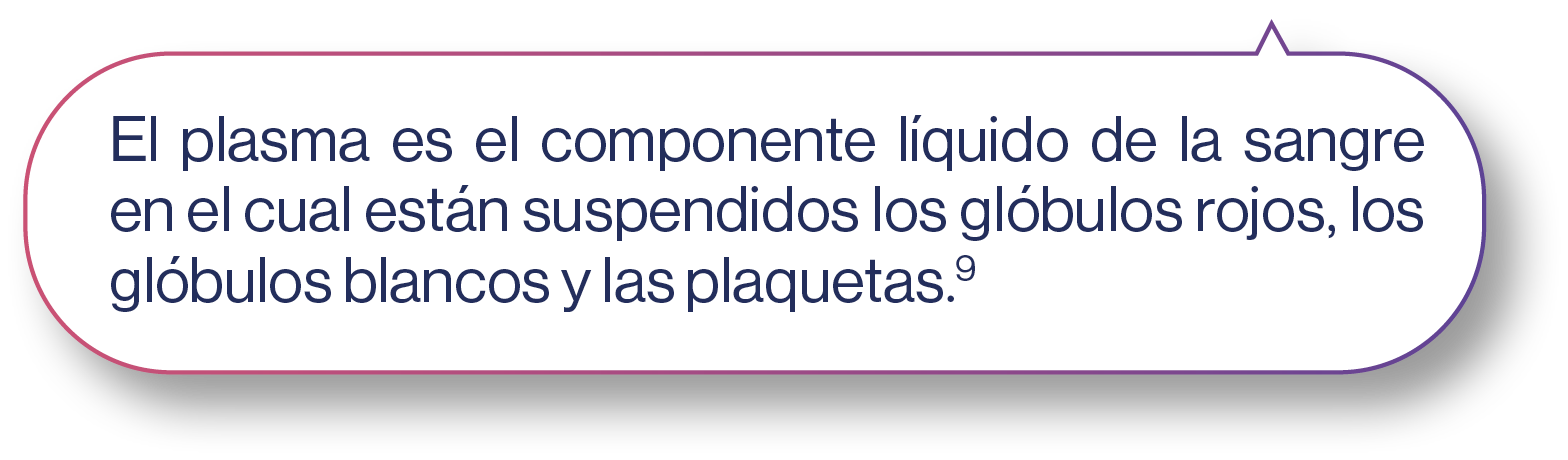 El plasma es el componente líquido de la sangre
en el cual están suspendidos los glóbulos rojos, los
glóbulos blancos y las plaquetas.⁹